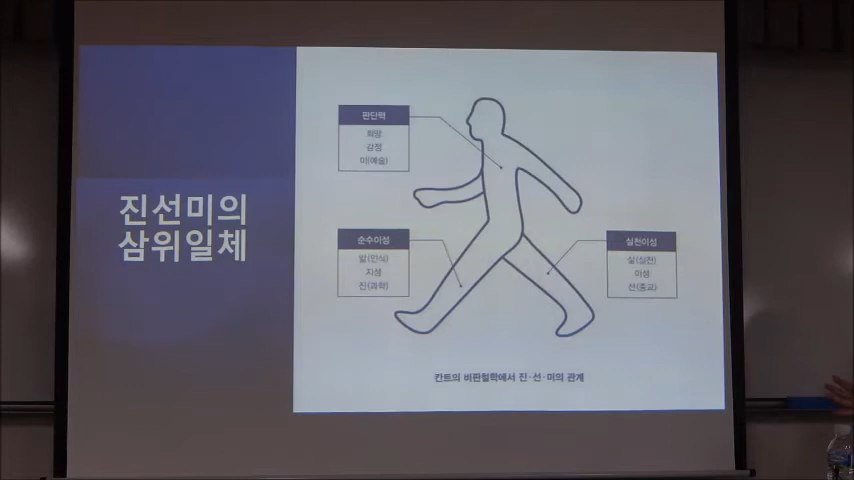 진선미의
삼위일체
판단력
희망
감정
미(예술)
순수이성
앎(인식)
지성
진(과학)
실천이성
삶(실천)
이성
선(종교)
칸트의 비판철학에서 진·선·미의 관계